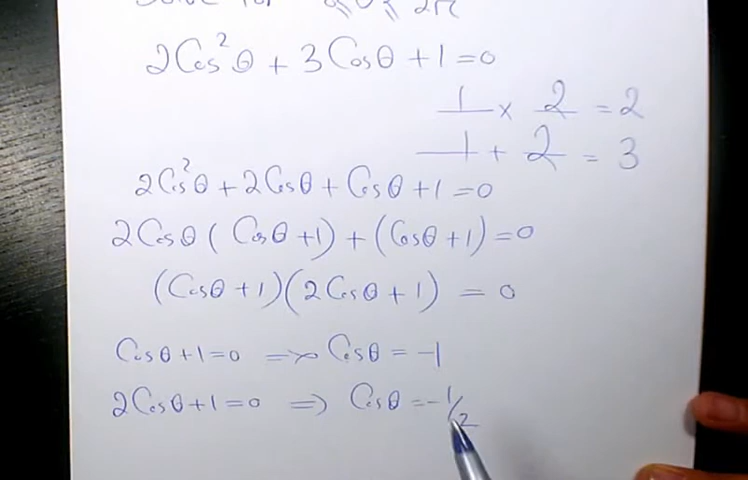 ≤ θ ≤ 2π
2Cos²θ + 3Cosθ + 1 = 0
1 × 2 = 2
1 + 2 = 3
2Cos²θ + 2Cosθ + Cosθ + 1 = 0
2Cosθ ( Cosθ + 1) + (Cosθ + 1) = 0
(Cosθ + 1)(2Cosθ + 1) = 0
Cosθ + 1 = 0 => Cosθ = -1
2Cosθ + 1 = 0 => Cosθ = -1/2